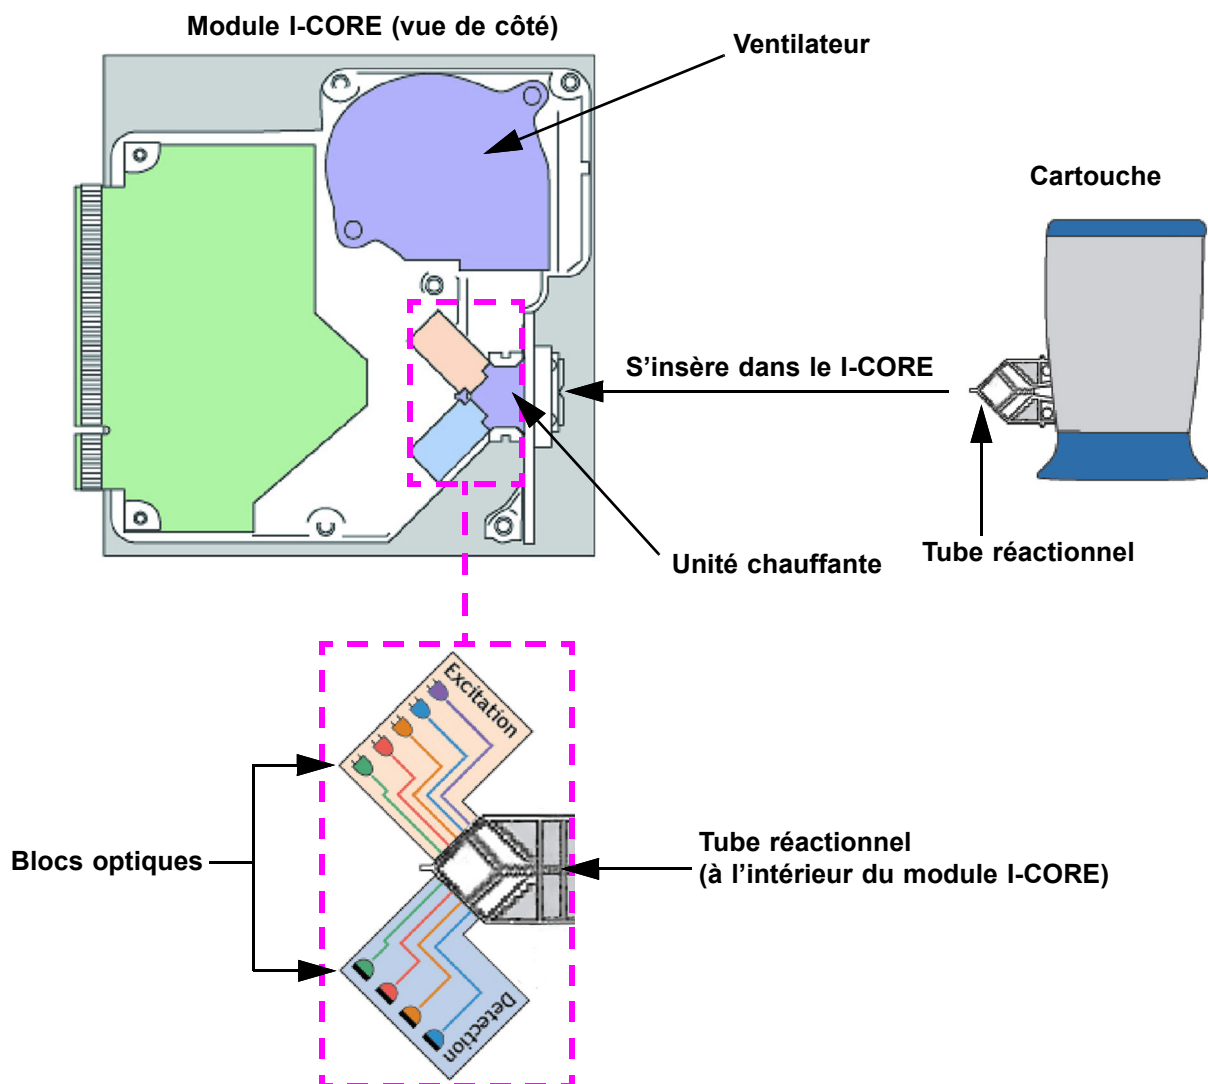 Module I-CORE (vue de côté)
Ventilateur
Cartouche
S’insère dans le I-CORE
Unité chauffante
Tube réactionnel
Excitation
Blocs optiques
Tube réactionnel
(à l’intérieur du module I-CORE)
Detection